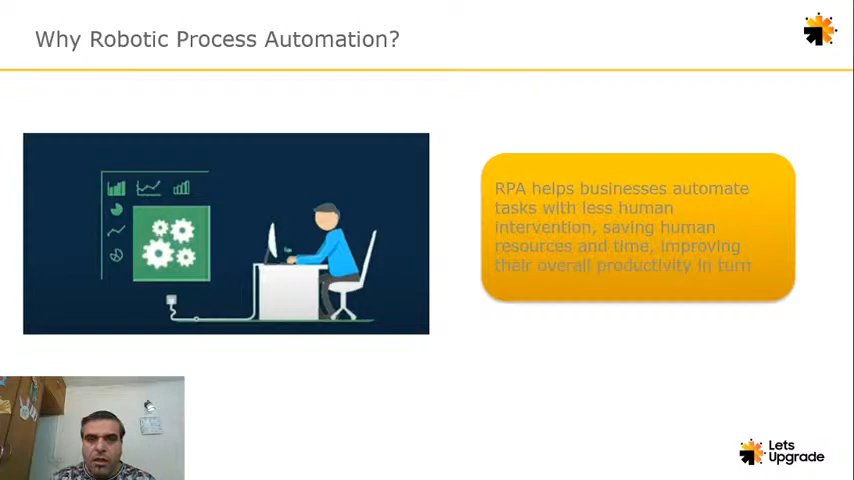 Why Robotic Process Automation?
RPA helps businesses automate
tasks with less human
intervention, saving human
resources and time, improving
their overall productivity in turn
Lets
Upgrade